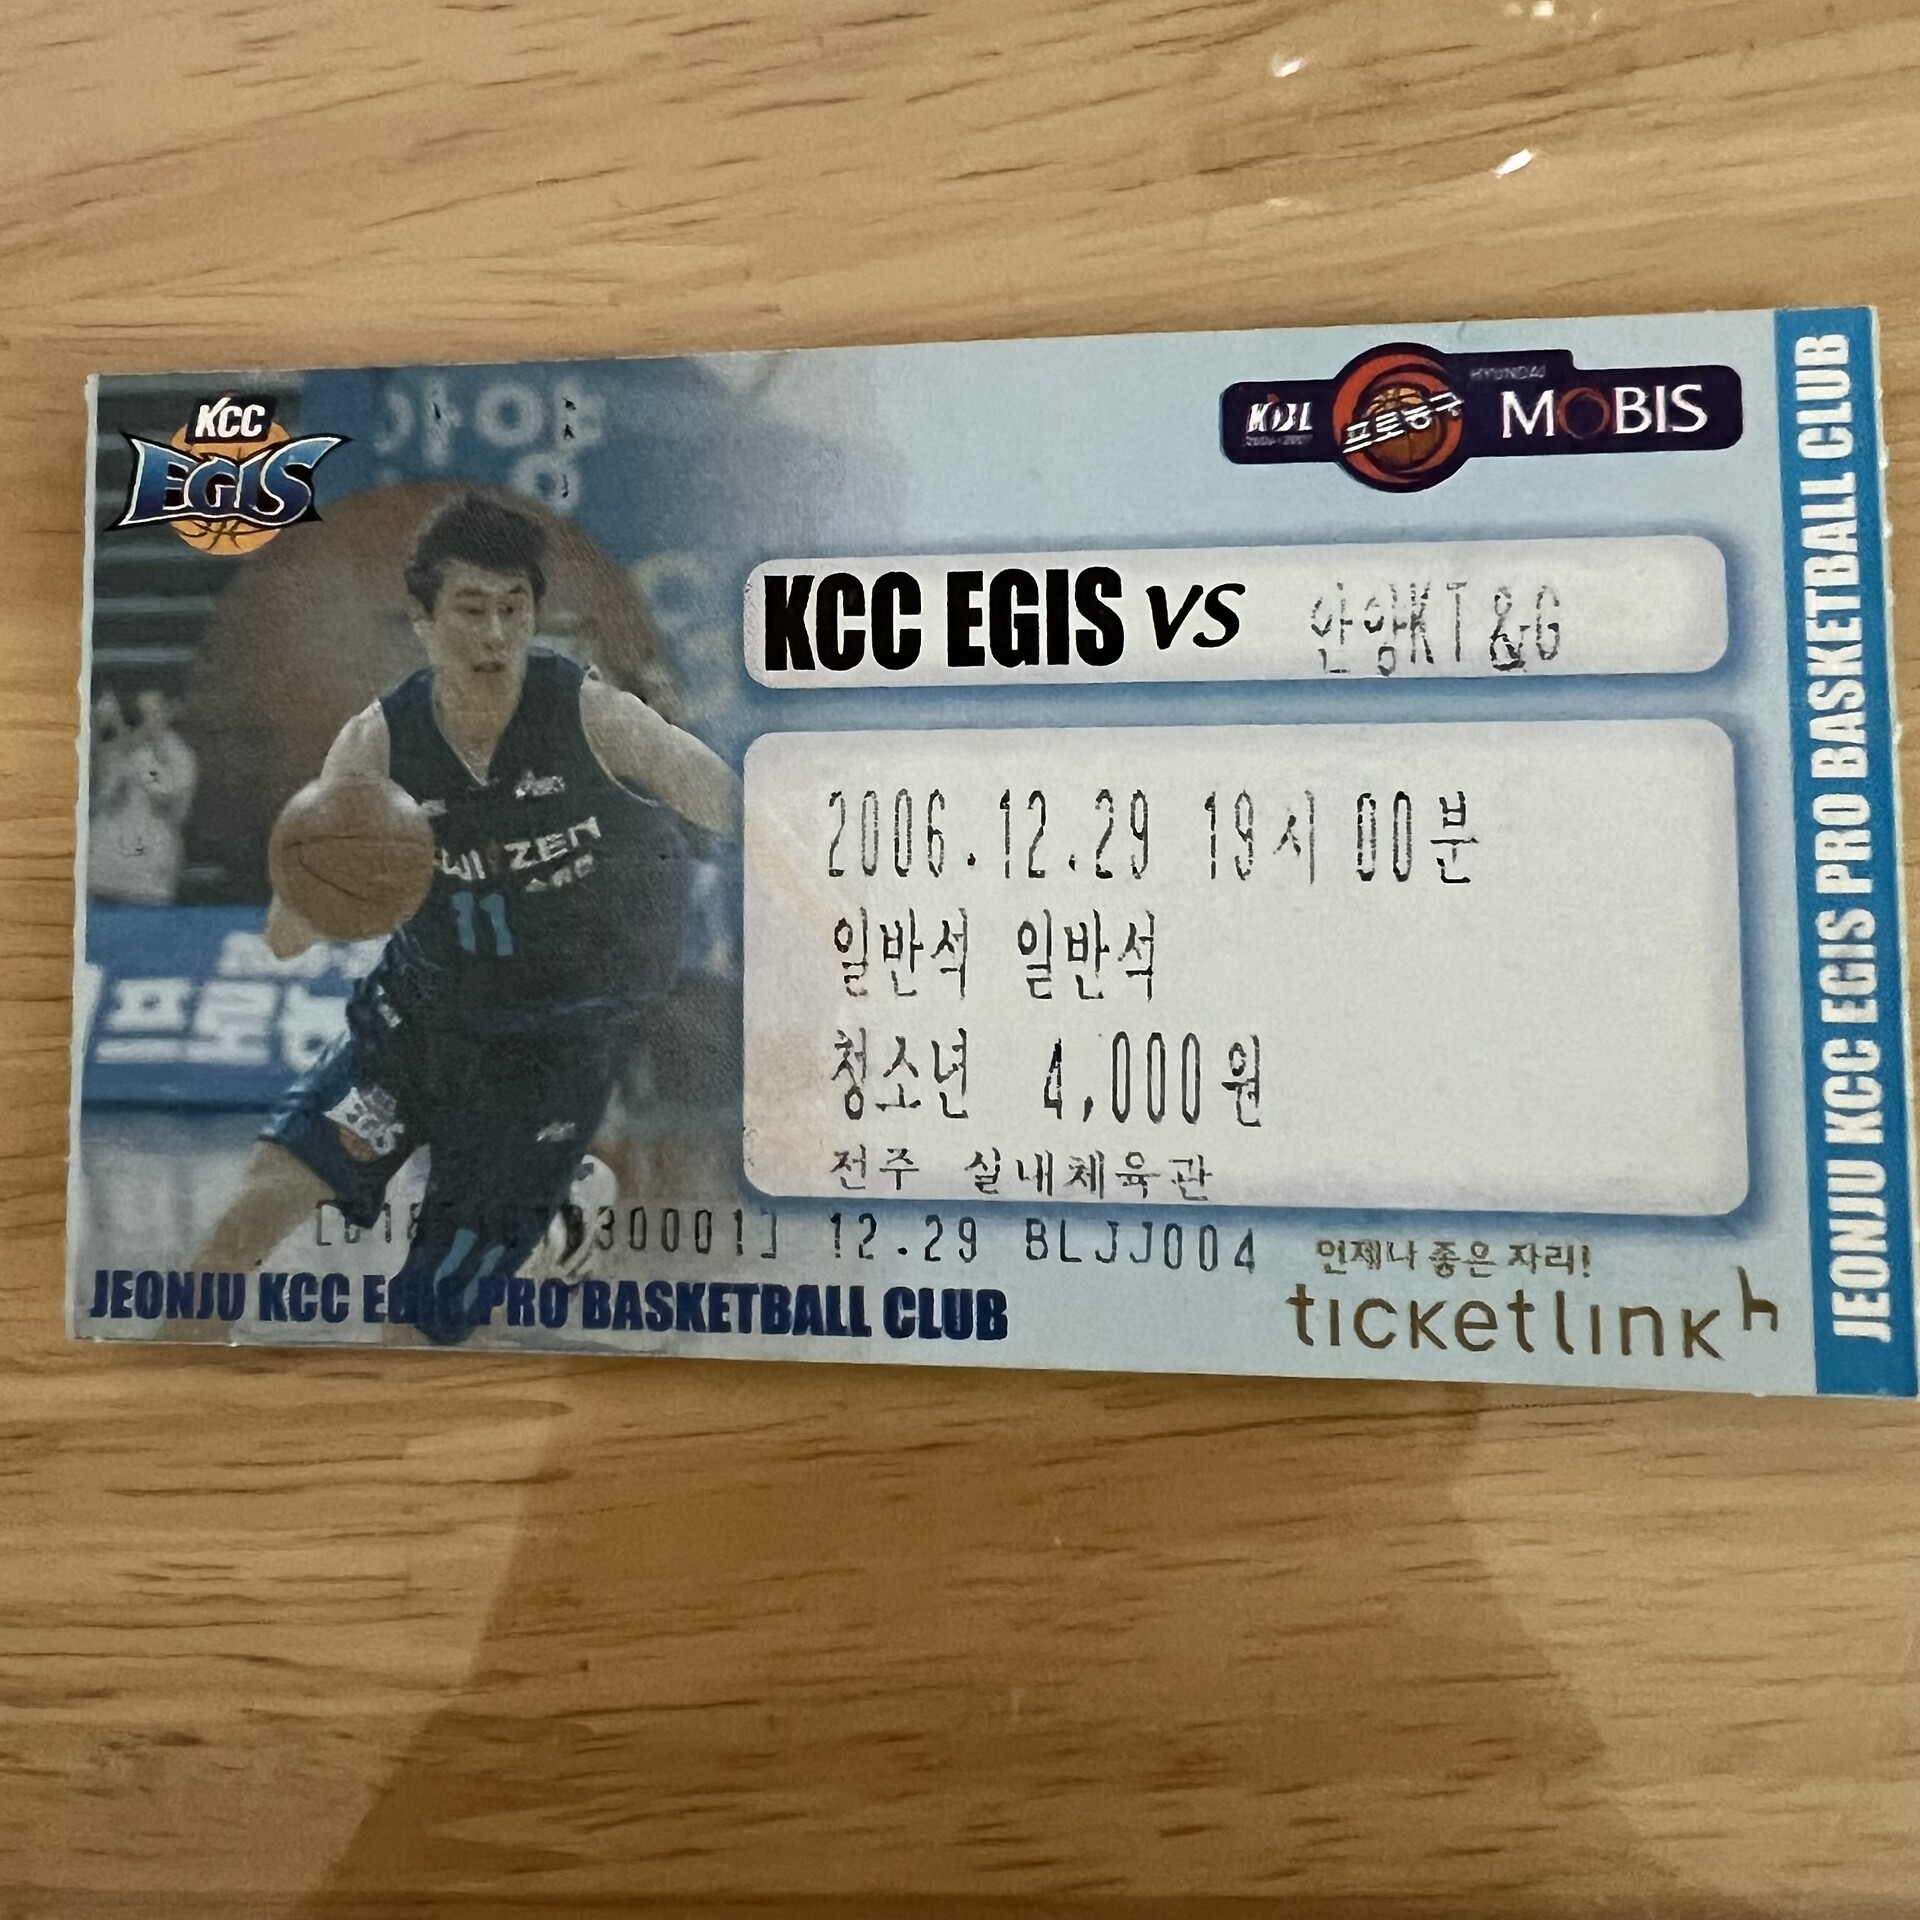 KCC
EGIS
KBL
프로농구
HYUNDAI
MOBIS
KCC EGIS VS 안양KT&G
2006.12.29 19시 00분
일반석 일반석
청소년 4,000원
전주 실내체육관
12.29 BLJJ004
언제나 좋은 자리!
ticketlink
JEONJU KCC EGIS PRO BASKETBALL CLUB
JEONJU KCC EGIS PRO BASKETBALL CLUB
11